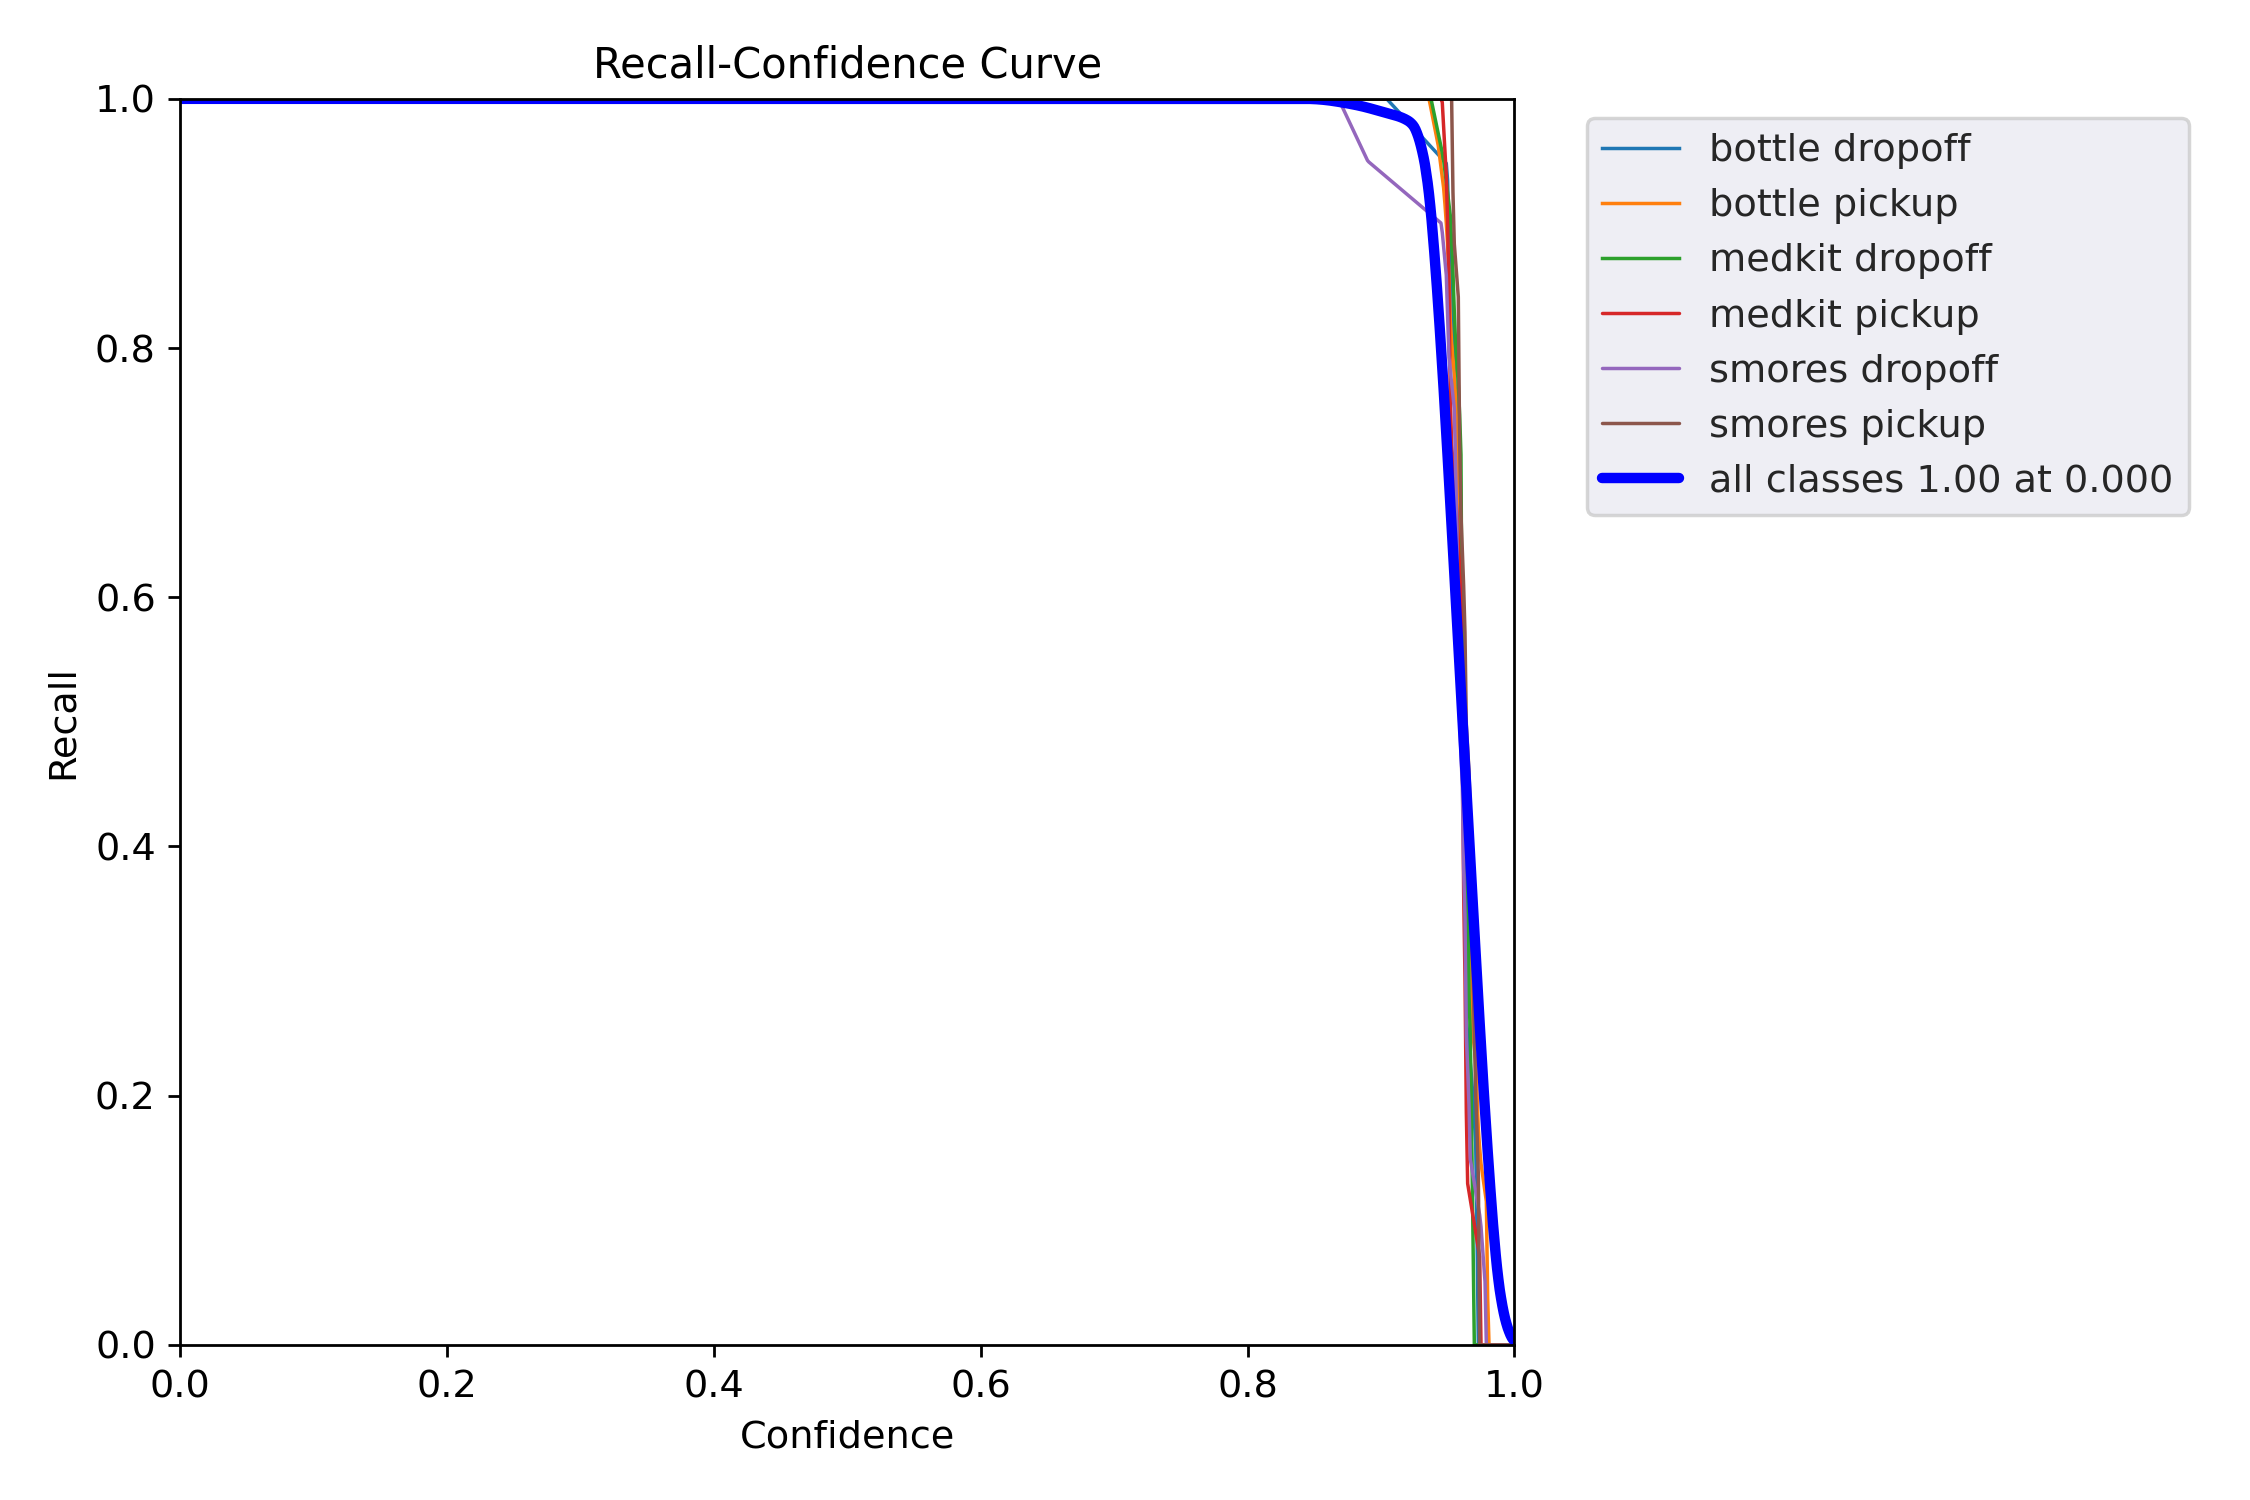 Recall-Confidence Curve
1.0
0.8
0.6
0.4
0.2
0.0
Recall
0.0 0.2 0.4 0.6 0.8 1.0
Confidence
bottle dropoff
bottle pickup
medkit dropoff
medkit pickup
smores dropoff
smores pickup
all classes 1.00 at 0.000